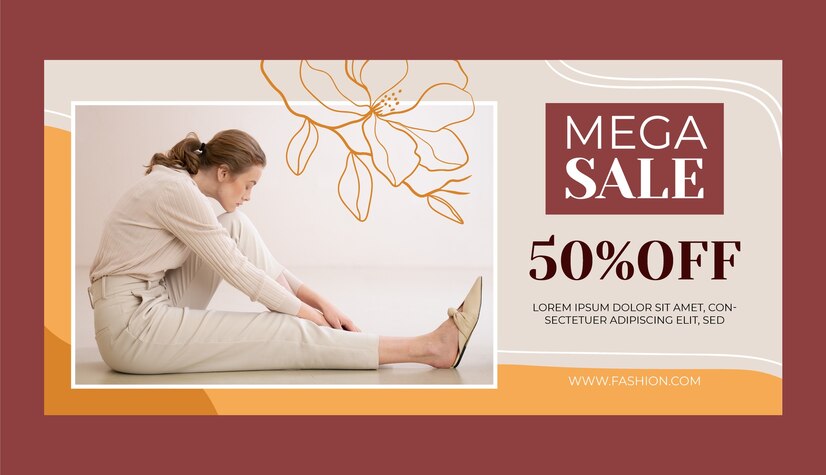 MEGA
SALE
50%OFF
LOREM IPSUM DOLOR SIT AMET, CON-
SECTETUER ADIPISCING ELIT, SED
WWW.FASHION.COM